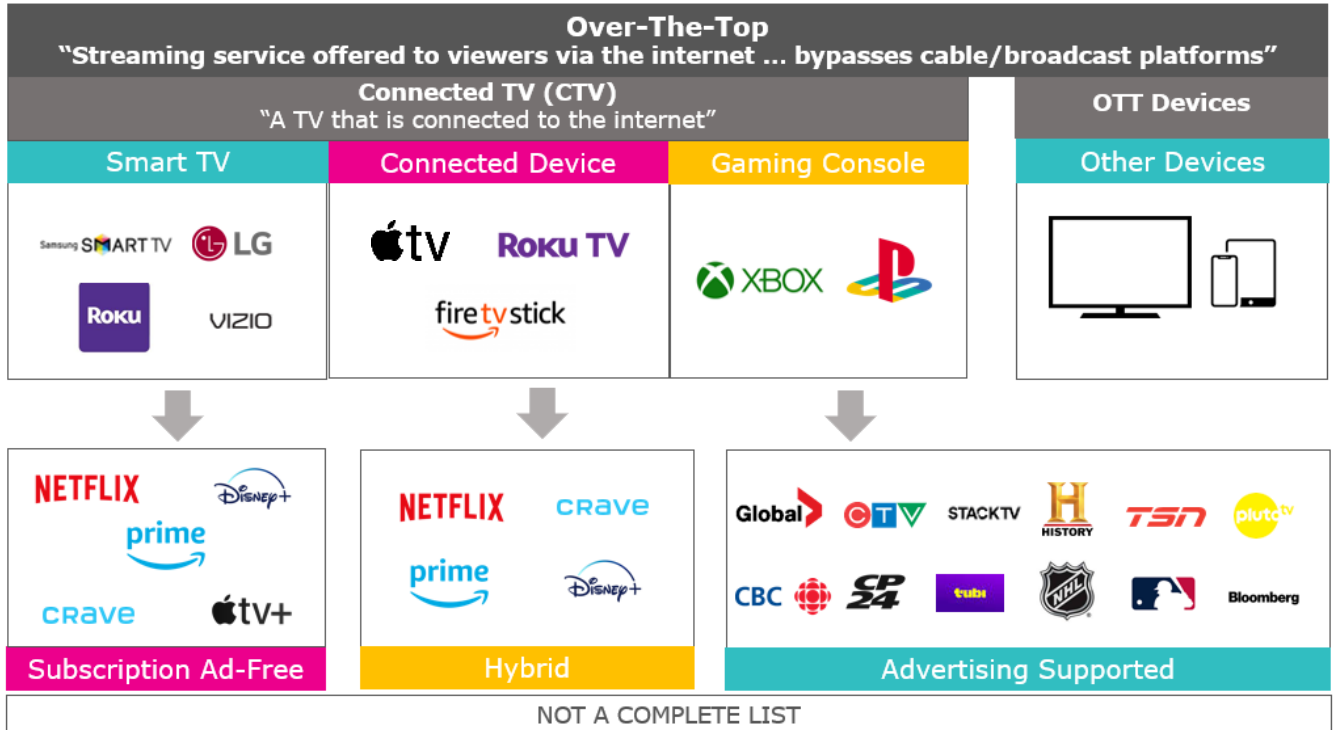 Over-The-Top
“Streaming service offered to viewers via the internet ... bypasses cable/broadcast platforms”
Connected TV (CTV)
“A TV that is connected to the internet”
OTT Devices
Smart TV
Connected Device
Gaming Console
Other Devices
Samsung SMART TV
LG
ROKU
VIZIO
tv
ROKU TV
fire tv stick
XBOX
P
NETFLIX
Disney+
prime
crave
tv+
Subscription Ad-Free
NETFLIX
crave
prime
Disney+
Hybrid
Global
CTV
STACKTV
H
HISTORY
TSN
pluto tv
CBC
CP
24
tubi
NHL
Bloomberg
Advertising Supported
NOT A COMPLETE LIST